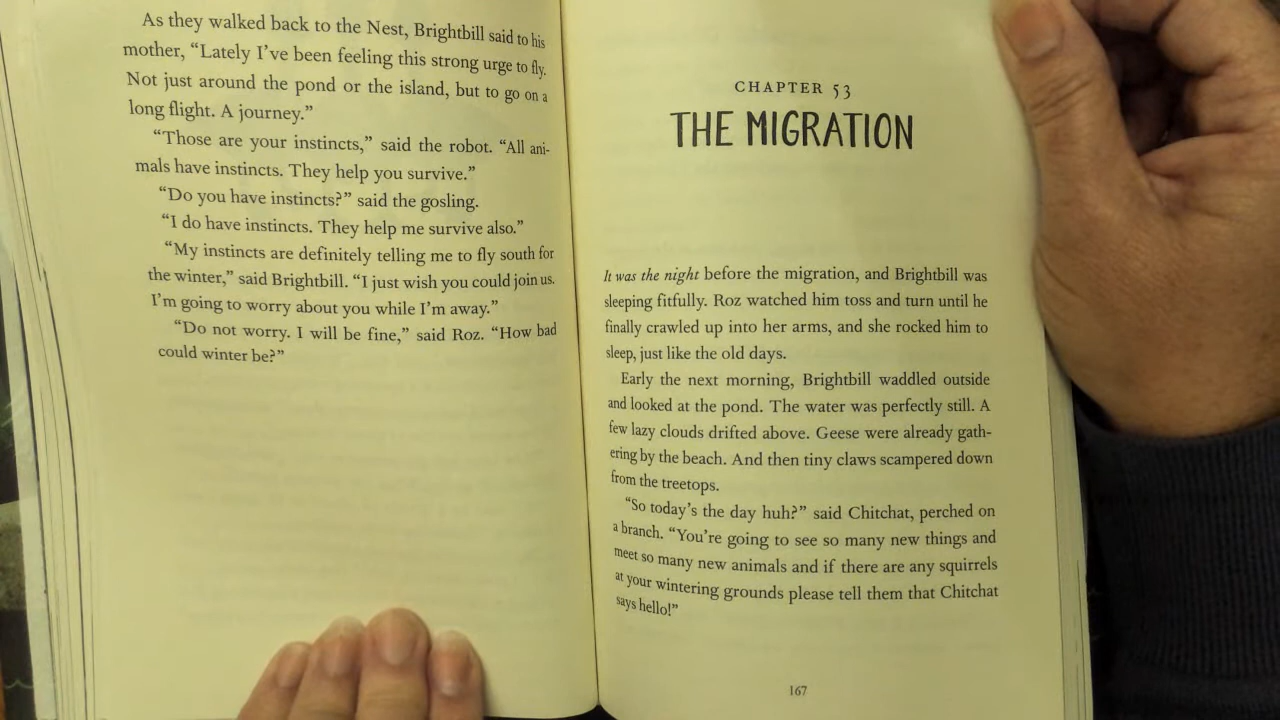 As they walked back to the Nest, Brightbill said to his
mother, “Lately I’ve been feeling this strong urge to fly.
Not just around the pond or the island, but to go on a
long flight. A journey.”
“Those are your instincts,” said the robot. “All ani-
mals have instincts. They help you survive.”
“Do you have instincts?” said the gosling.
“I do have instincts. They help me survive also.”
“My instincts are definitely telling me to fly south for
the winter,” said Brightbill. “I just wish you could join us.
I’m going to worry about you while I’m away.”
“Do not worry. I will be fine,” said Roz. “How bad
could winter be?”
CHAPTER 53
THE MIGRATION
It was the night before the migration, and Brightbill was
sleeping fitfully. Roz watched him toss and turn until he
finally crawled up into her arms, and she rocked him to
sleep, just like the old days.
Early the next morning, Brightbill waddled outside
and looked at the pond. The water was perfectly still. A
few lazy clouds drifted above. Geese were already gath-
ering by the beach. And then tiny claws scampered down
from the treetops.
“So today’s the day huh?” said Chitchat, perched on
a branch. “You’re going to see so many new things and
meet so many new animals and if there are any squirrels
at your wintering grounds please tell them that Chitchat
says hello!”
167